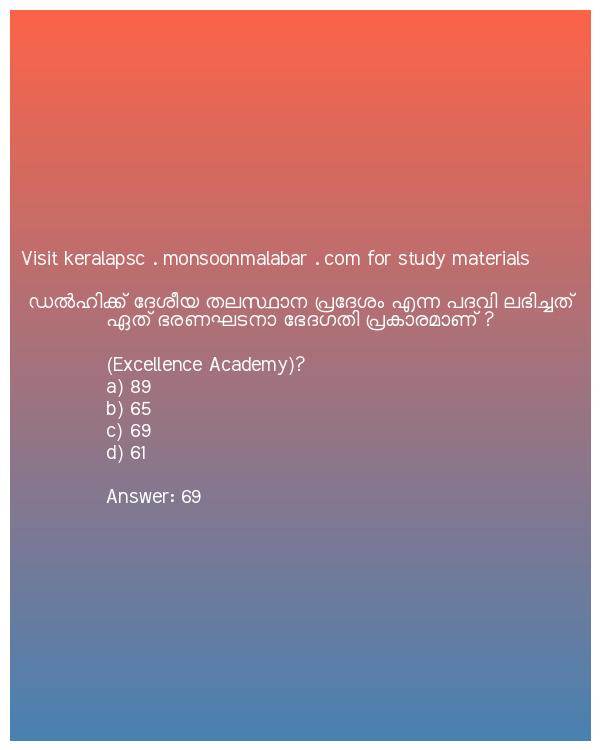 Visit keralapsc . monsoonmalabar . com for study materials
ഡൽഹിക്ക് ദേശീയ തലസ്ഥാന പ്രദേശം എന്ന പദവി ലഭിച്ചത്
ഏത് ഭരണഘടനാ ഭേദഗതി പ്രകാരമാണ് ?
(Excellence Academy)?
a) 89
b) 65
c) 69
d) 61
Answer: 69